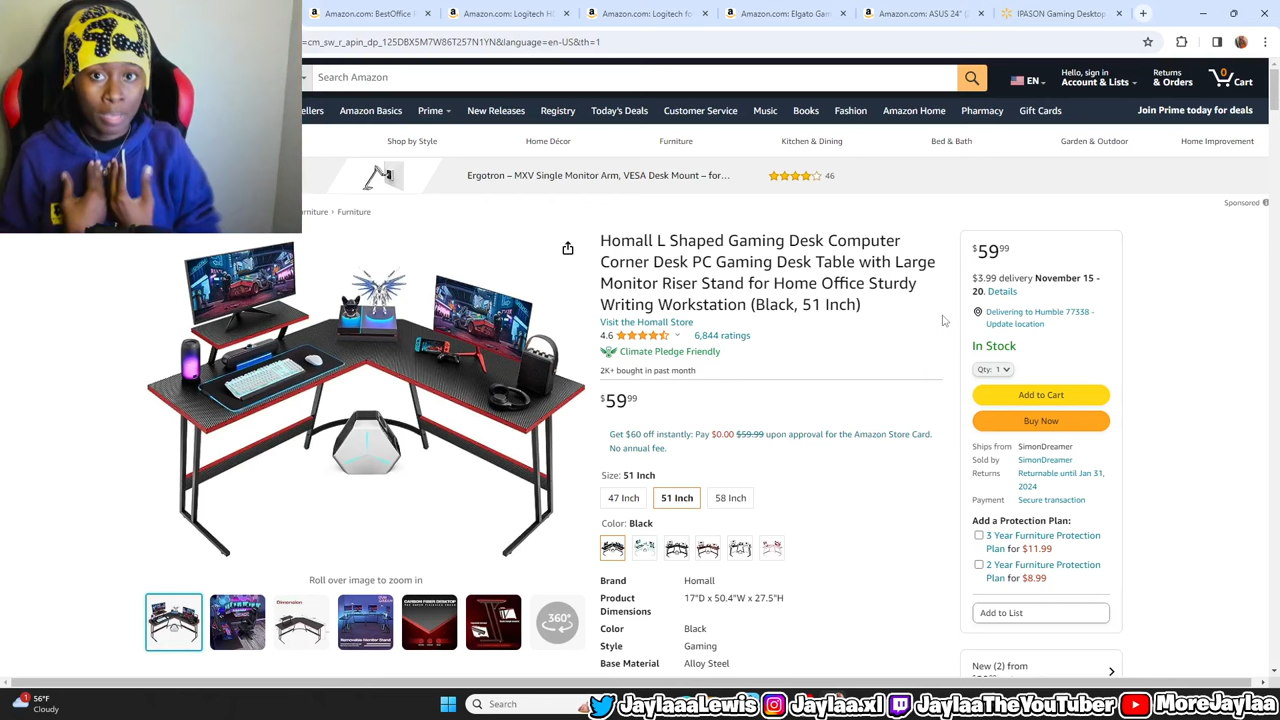 Amazon.com: BestOffice
Amazon.com: Logitech H
Amazon.com: Logitech for
Amazon.com: Elgato Gam
Amazon.com: ASUS 2
IPASON Gaming Desktop
=cm_sw_r_apin_dp_125DBX5M7W86T257N1YN&language=en-US&th=1
Search Amazon
EN
Hello, sign in
Account & Lists
Returns
& Orders
0
Cart
ellers
Amazon Basics
Prime
New Releases
Registry
Today's Deals
Customer Service
Music
Books
Fashion
Amazon Home
Pharmacy
Gift Cards
Join Prime today for deals
Shop by Style
Home Décor
Furniture
Kitchen & Dining
Bed & Bath
Garden & Outdoor
Home Improvement
Ergotron – MXV Single Monitor Arm, VESA Desk Mount – for…
46
Sponsored
rniture › Furniture
Homall L Shaped Gaming Desk Computer
Corner Desk PC Gaming Desk Table with Large
Monitor Riser Stand for Home Office Sturdy
Writing Workstation (Black, 51 Inch)
Visit the Homall Store
4.6
6,844 ratings
Climate Pledge Friendly
2K+ bought in past month
$59 99
Get $60 off instantly: Pay $0.00 $59.99 upon approval for the Amazon Store Card.
No annual fee.
Size: 51 Inch
47 Inch
51 Inch
58 Inch
Color: Black
Brand Homall
Product Dimensions 17"D x 50.4"W x 27.5"H
Color Black
Style Gaming
Base Material Alloy Steel
Roll over image to zoom in
Dimension
Removable Monitor Stand
CARBON FIBER DESKTOP
360°
$59 99
$3.99 delivery November 15 -
20. Details
Delivering to Humble 77338 -
Update location
In Stock
Qty: 1
Add to Cart
Buy Now
Ships from SimonDreamer
Sold by SimonDreamer
Returns Returnable until Jan 31,
2024
Payment Secure transaction
Add a Protection Plan:
3 Year Furniture Protection
Plan for $11.99
2 Year Furniture Protection
Plan for $8.99
Add to List
New (2) from
1
56°F
Cloudy
Search
JaylaaaLewis
Jaylaa.xl
JaylaaTheYouTuber
MoreJaylaa